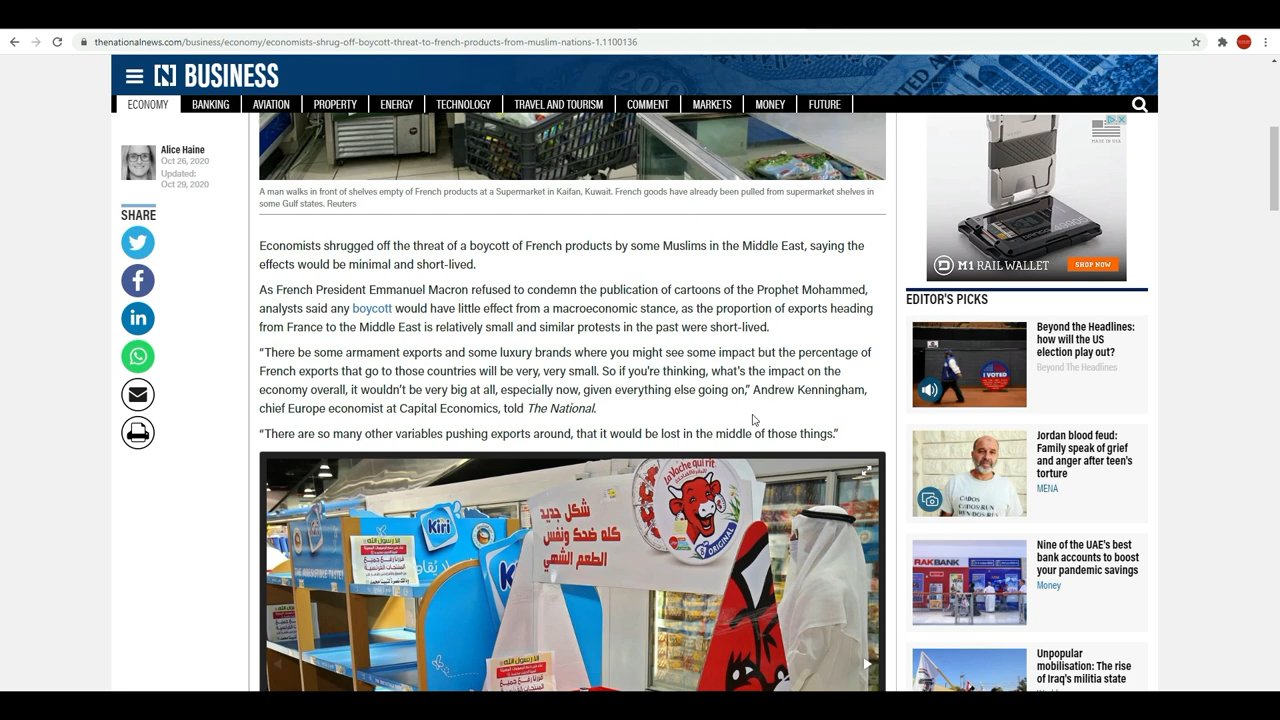 thenationalnews.com/business/economy/economists-shrug-off-boycott-threat-to-french-products-from-muslim-nations-1.1100136
BUSINESS
ECONOMY
BANKING
AVIATION
PROPERTY
ENERGY
TECHNOLOGY
TRAVEL AND TOURISM
COMMENT
MARKETS
MONEY
FUTURE
Alice Haine
Oct 26, 2020
Updated:
Oct 29, 2020
SHARE
A man walks in front of shelves empty of French products at a Supermarket in Kaifan, Kuwait. French goods have already been pulled from supermarket shelves in
some Gulf states. Reuters
Economists shrugged off the threat of a boycott of French products by some Muslims in the Middle East, saying the
effects would be minimal and short-lived.
As French President Emmanuel Macron refused to condemn the publication of cartoons of the Prophet Mohammed,
analysts said any boycott would have little effect from a macroeconomic stance, as the proportion of exports heading
from France to the Middle East is relatively small and similar protests in the past were short-lived.
“There be some armament exports and some luxury brands where you might see some impact but the percentage of
French exports that go to those countries will be very, very small. So if you're thinking, what's the impact on the
economy overall, it wouldn't be very big at all, especially now, given everything else going on,” Andrew Kenningham,
chief Europe economist at Capital Economics, told The National.
“There are so many other variables pushing exports around, that it would be lost in the middle of those things.”
Kiri
La Vache qui rit
ORIGINAL
شكل جديد
كله ضحك ونفس
الطعم الشهي
MADE IN USA
M1 RAIL WALLET
SHOP NOW
EDITOR'S PICKS
I VOTED
Beyond the Headlines:
how will the US
election play out?
Beyond The Headlines
Jordan blood feud:
Family speak of grief
and anger after teen's
torture
MENA
RAKBANK
Nine of the UAE's best
bank accounts to boost
your pandemic savings
Money
Unpopular
mobilisation: The rise
of Iraq's militia state